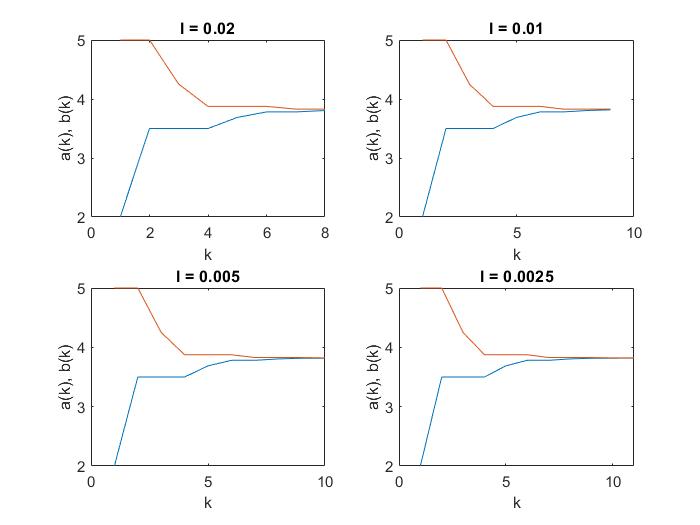 l = 0.02
5
4
3
2
0
2
4
6
8
k
a(k), b(k)
l = 0.01
5
4
3
2
0
5
10
k
a(k), b(k)
l = 0.005
5
4
3
2
0
5
10
k
a(k), b(k)
l = 0.0025
5
4
3
2
0
5
10
k
a(k), b(k)